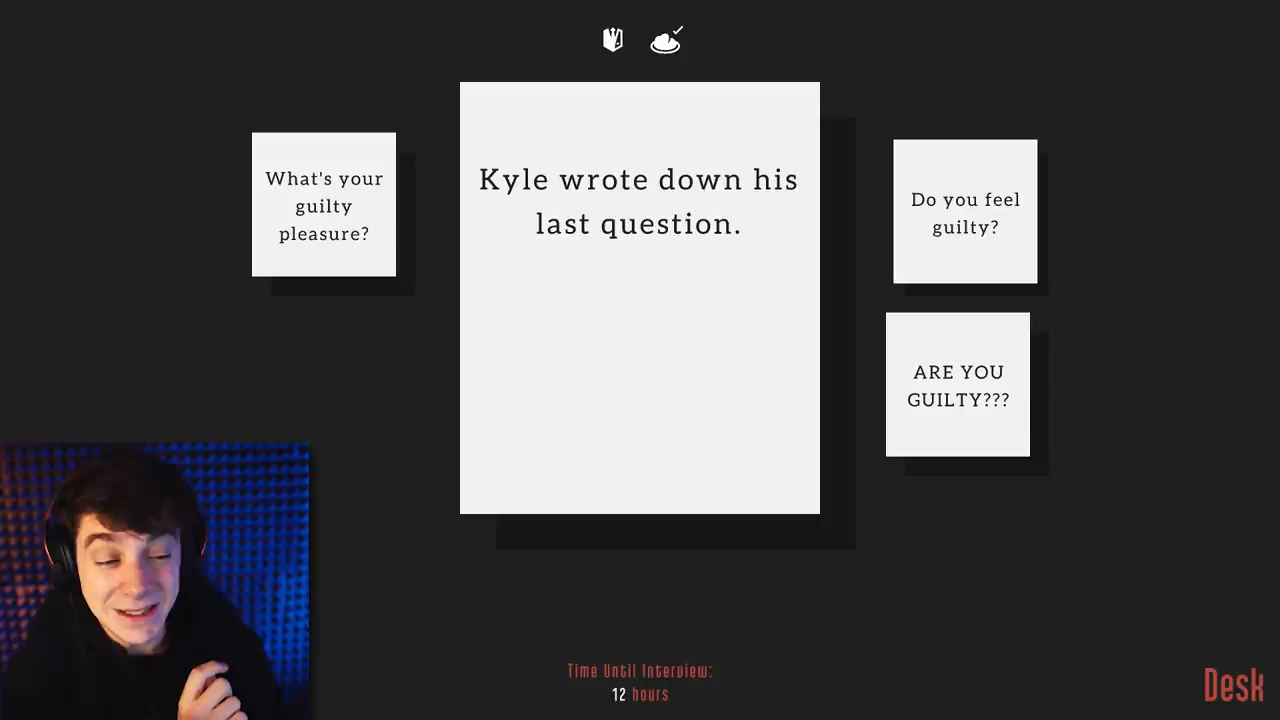 What's your
guilty
pleasure?
Kyle wrote down his
last question.
Do you feel
guilty?
ARE YOU
GUILTY???
Time Until Interview:
12 hours
Desk